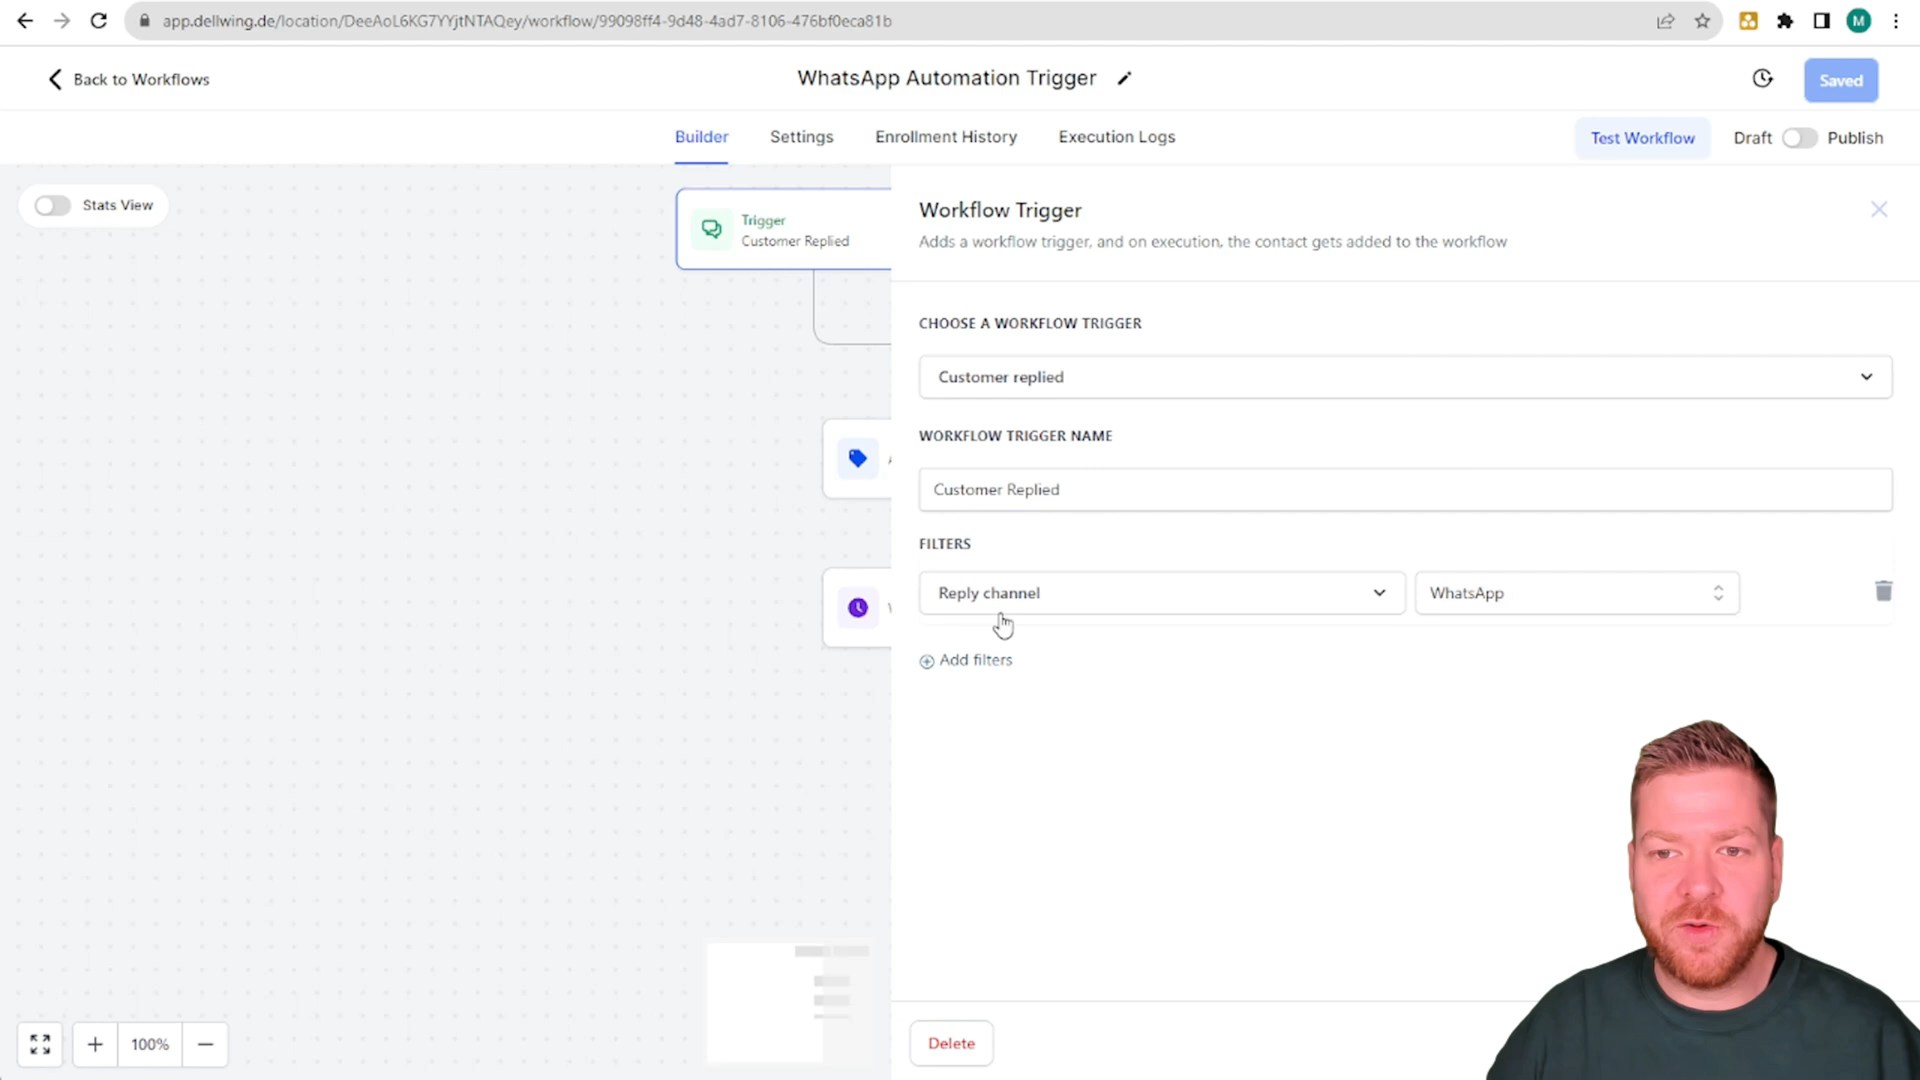 app.dellwing.de/location/DeeAoL6KG7YYjtNTAQey/workflow/99098ff4-9d48-4ad7-8106-476bf0eca81b
M
Back to Workflows
WhatsApp Automation Trigger
Saved
Builder
Settings
Enrollment History
Execution Logs
Test Workflow
Draft
Publish
Stats View
Trigger
Customer Replied
Workflow Trigger
Adds a workflow trigger, and on execution, the contact gets added to the workflow
CHOOSE A WORKFLOW TRIGGER
Customer replied
WORKFLOW TRIGGER NAME
Customer Replied
FILTERS
Reply channel
WhatsApp
Add filters
100%
Delete